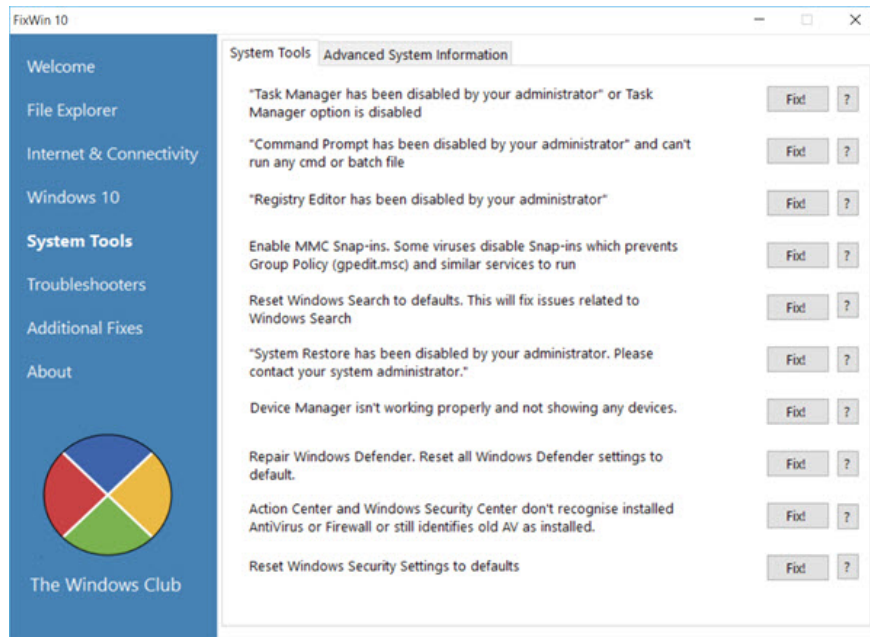 FixWin 10
Welcome
File Explorer
Internet & Connectivity
Windows 10
System Tools
Troubleshooters
Additional Fixes
About
The Windows Club
System Tools
Advanced System Information
"Task Manager has been disabled by your administrator" or Task
Manager option is disabled
Fix!
?
"Command Prompt has been disabled by your administrator" and can't
run any cmd or batch file
Fix!
?
"Registry Editor has been disabled by your administrator"
Fix!
?
Enable MMC Snap-ins. Some viruses disable Snap-ins which prevents
Group Policy (gpedit.msc) and similar services to run
Fix!
?
Reset Windows Search to defaults. This will fix issues related to
Windows Search
Fix!
?
"System Restore has been disabled by your administrator. Please
contact your system administrator."
Fix!
?
Device Manager isn't working properly and not showing any devices.
Fix!
?
Repair Windows Defender. Reset all Windows Defender settings to
default.
Fix!
?
Action Center and Windows Security Center don't recognise installed
AntiVirus or Firewall or still identifies old AV as installed.
Fix!
?
Reset Windows Security Settings to defaults
Fix!
?